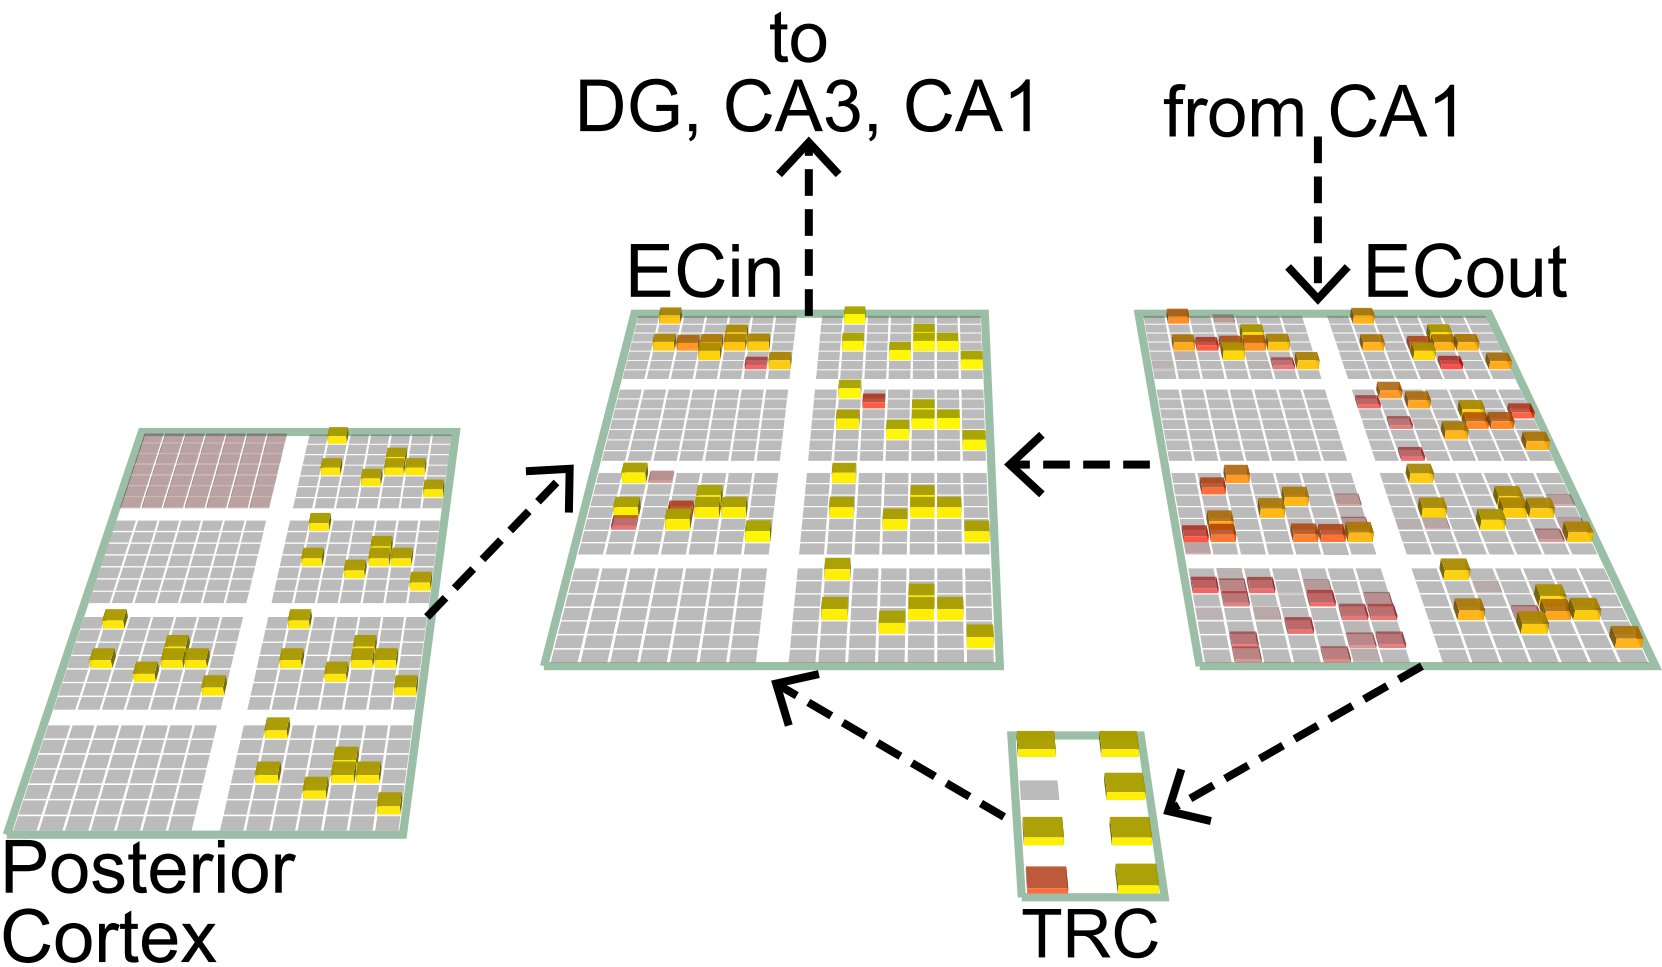 to
DG, CA3, CA1
from CA1
ECin
ECout
Posterior
Cortex
TRC